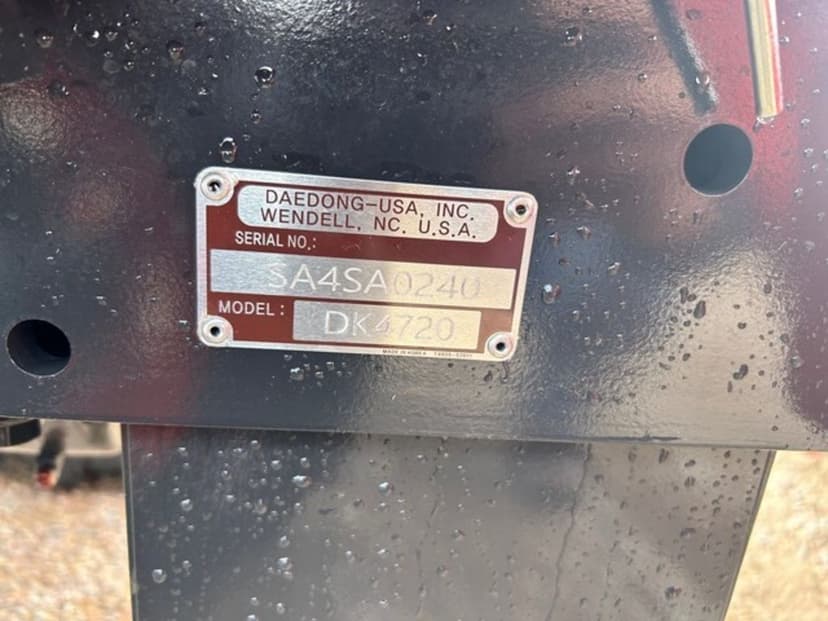 DAEDONG-USA, INC.
WENDELL, NC. U.S.A.
SERIAL NO.:
SA4SA0240
MODEL :
DK4720
MADE IN KOREA